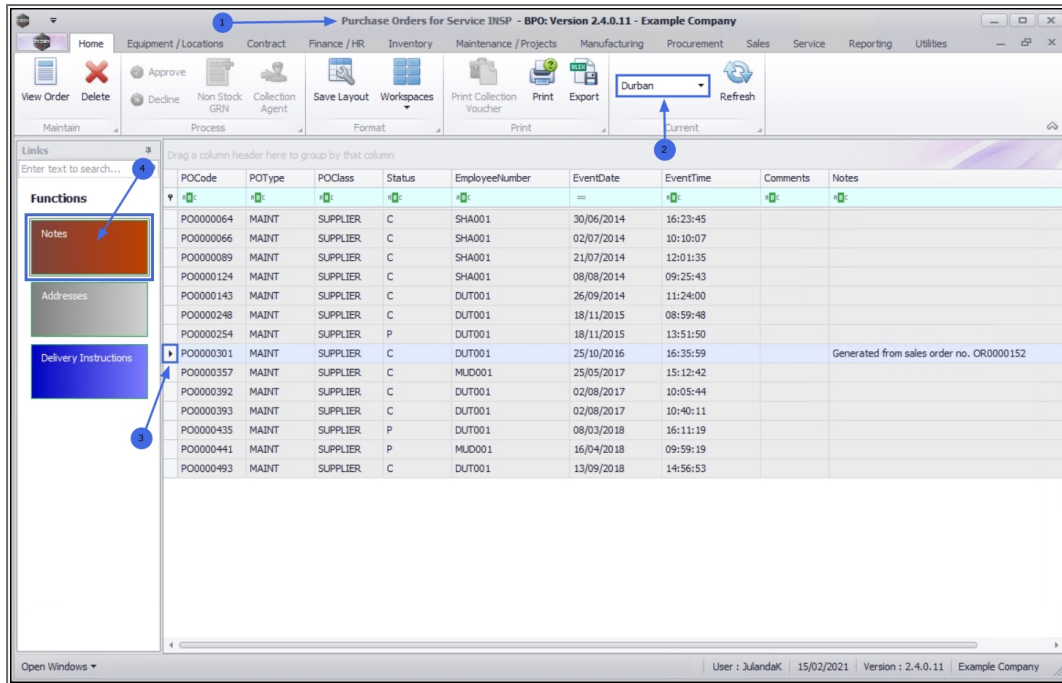 1
Purchase Orders for Service INSP - BPO: Version 2.4.0.11 - Example Company
Home Equipment / Locations Contract Finance / HR Inventory Maintenance / Projects Manufacturing Procurement Sales Service Reporting Utilities
View Order Delete Approve Decline Non Stock GRN Collection Agent Save Layout Workspaces Print Collection Voucher Print Export Durban Refresh
Maintain Process Format Print Current
2
Links
Enter text to search...
4
Functions
Notes
Addresses
Delivery Instructions
3
Drag a column header here to group by that column
POCode POType POClass Status EmployeeNumber EventDate EventTime Comments Notes
PO0000064 MAINT SUPPLIER C SHA001 30/06/2014 16:23:45
PO0000066 MAINT SUPPLIER C SHA001 02/07/2014 10:10:07
PO0000089 MAINT SUPPLIER C SHA001 21/07/2014 12:01:35
PO0000124 MAINT SUPPLIER C SHA001 08/08/2014 09:25:43
PO0000143 MAINT SUPPLIER C DUT001 26/09/2014 11:24:00
PO0000248 MAINT SUPPLIER C DUT001 18/11/2015 08:59:48
PO0000254 MAINT SUPPLIER P DUT001 18/11/2015 13:51:50
PO0000301 MAINT SUPPLIER C DUT001 25/10/2016 16:35:59 Generated from sales order no. OR0000152
PO0000357 MAINT SUPPLIER C MUD001 25/05/2017 15:12:42
PO0000392 MAINT SUPPLIER C DUT001 02/08/2017 10:05:44
PO0000393 MAINT SUPPLIER C DUT001 02/08/2017 10:40:11
PO0000435 MAINT SUPPLIER P DUT001 08/03/2018 16:11:19
PO0000441 MAINT SUPPLIER P MUD001 16/04/2018 09:59:19
PO0000493 MAINT SUPPLIER C DUT001 13/09/2018 14:56:53
Open Windows User : JulandaK 15/02/2021 Version : 2.4.0.11 Example Company